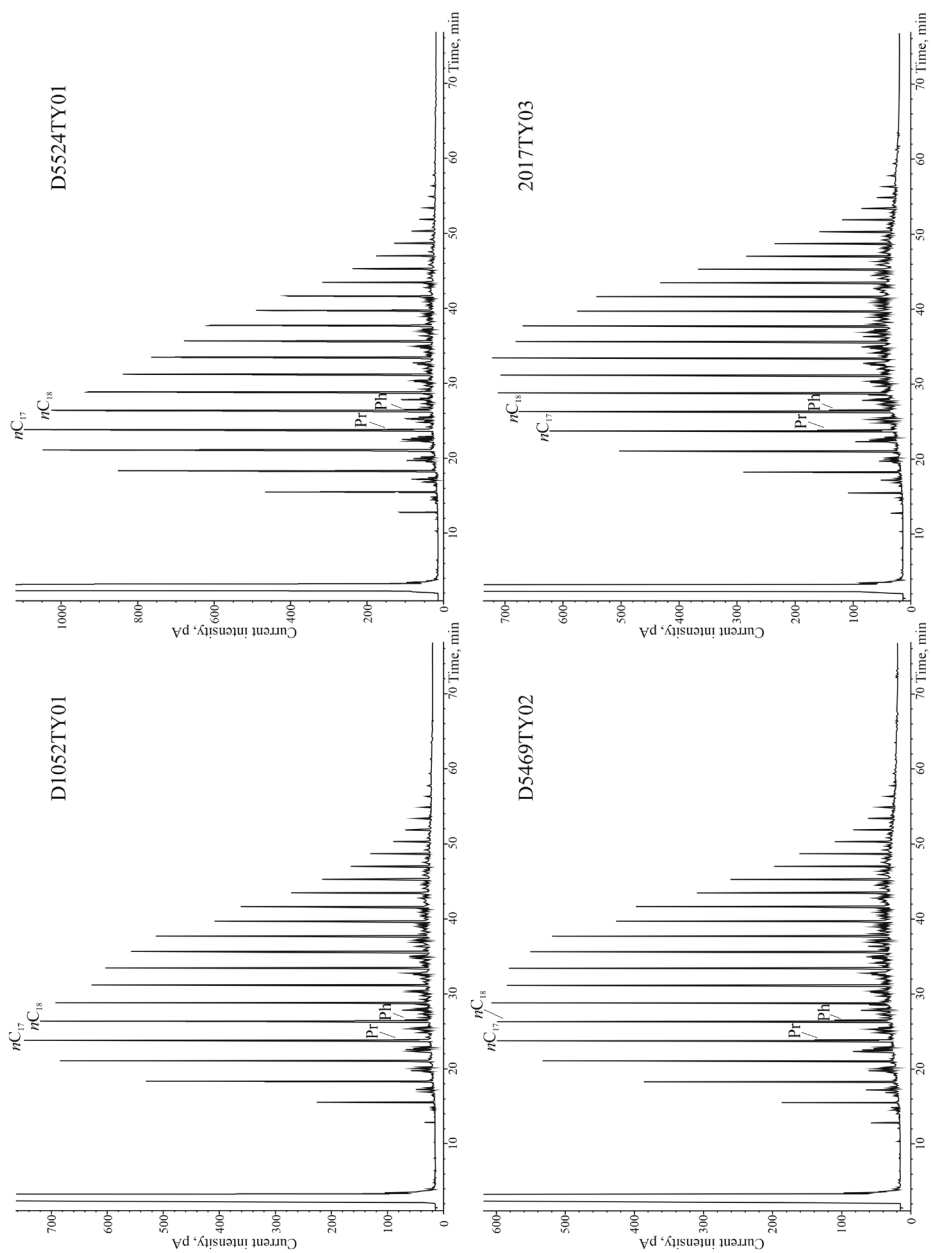 D1052TY01
Current intensity, pA
700
600
500
400
300
200
100
0
nC₁₇
nC₁₈
Pr
Ph
10
20
30
40
50
60
70 Time, min
D5524TY01
Current intensity, pA
1000
800
600
400
200
0
nC₁₇
nC₁₈
Pr
Ph
10
20
30
40
50
60
70 Time, min
D5469TY02
Current intensity, pA
600
500
400
300
200
100
0
nC₁₇
nC₁₈
Pr
Ph
10
20
30
40
50
60
70 Time, min
2017TY03
Current intensity, pA
700
600
500
400
300
200
100
0
nC₁₇
nC₁₈
Pr
Ph
10
20
30
40
50
60
70 Time, min